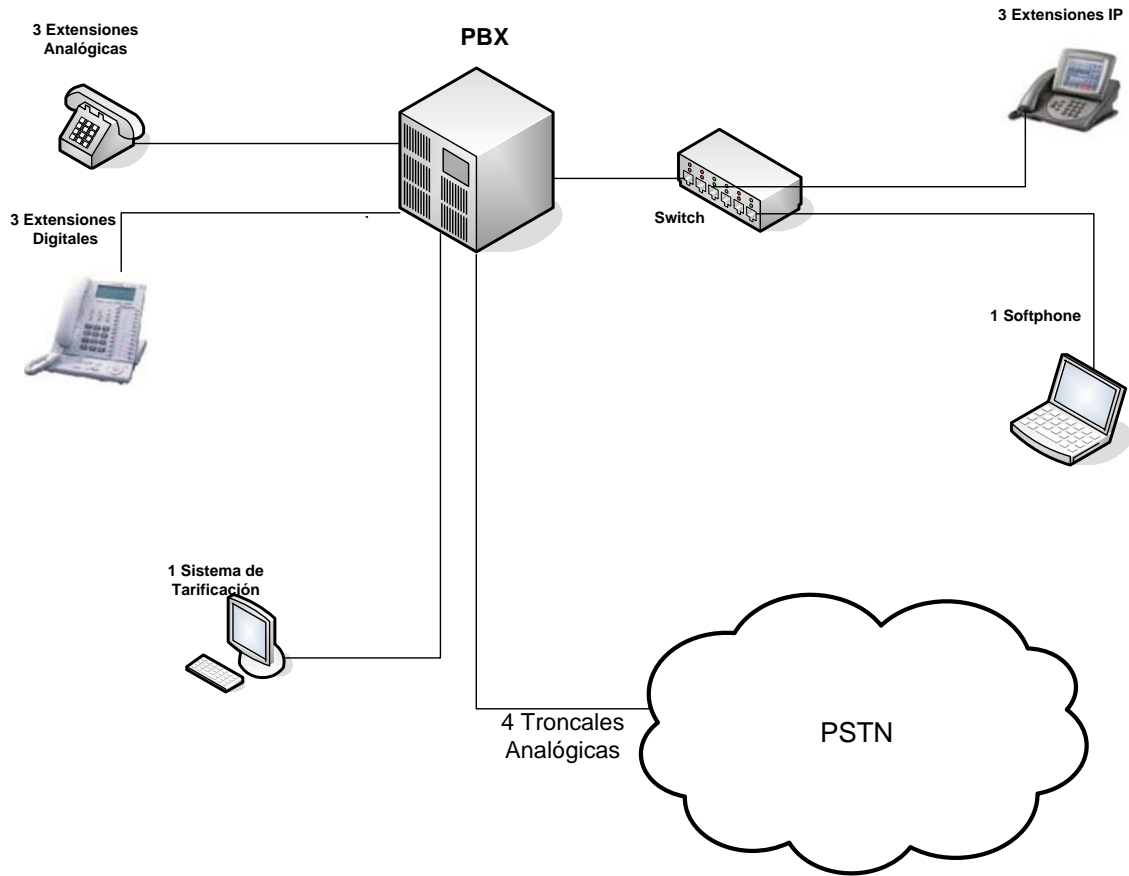 3 Extensiones
Analógicas
PBX
3 Extensiones IP
3 Extensiones
Digitales
Switch
1 Softphone
1 Sistema de
Tarificación
4 Troncales
Analógicas
PSTN